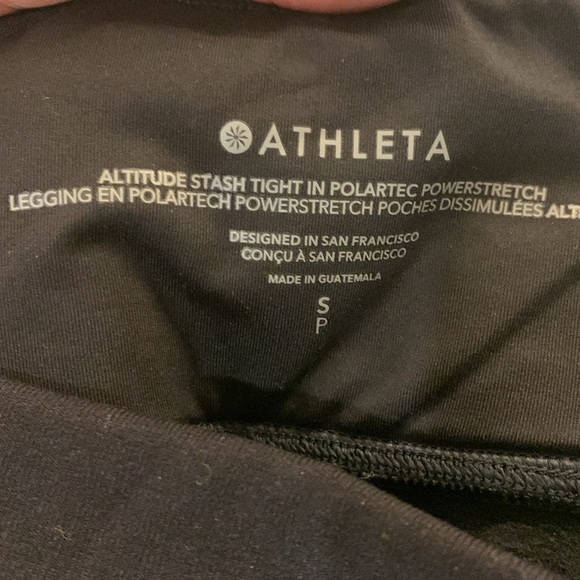 ATHLETA
ALTITUDE STASH TIGHT IN POLARTEC POWERSTRETCH
LEGGING EN POLARTECH POWERSTRETCH POCHES DISSIMULÉES ALT
DESIGNED IN SAN FRANCISCO
CONÇU À SAN FRANCISCO
MADE IN GUATEMALA
S
P